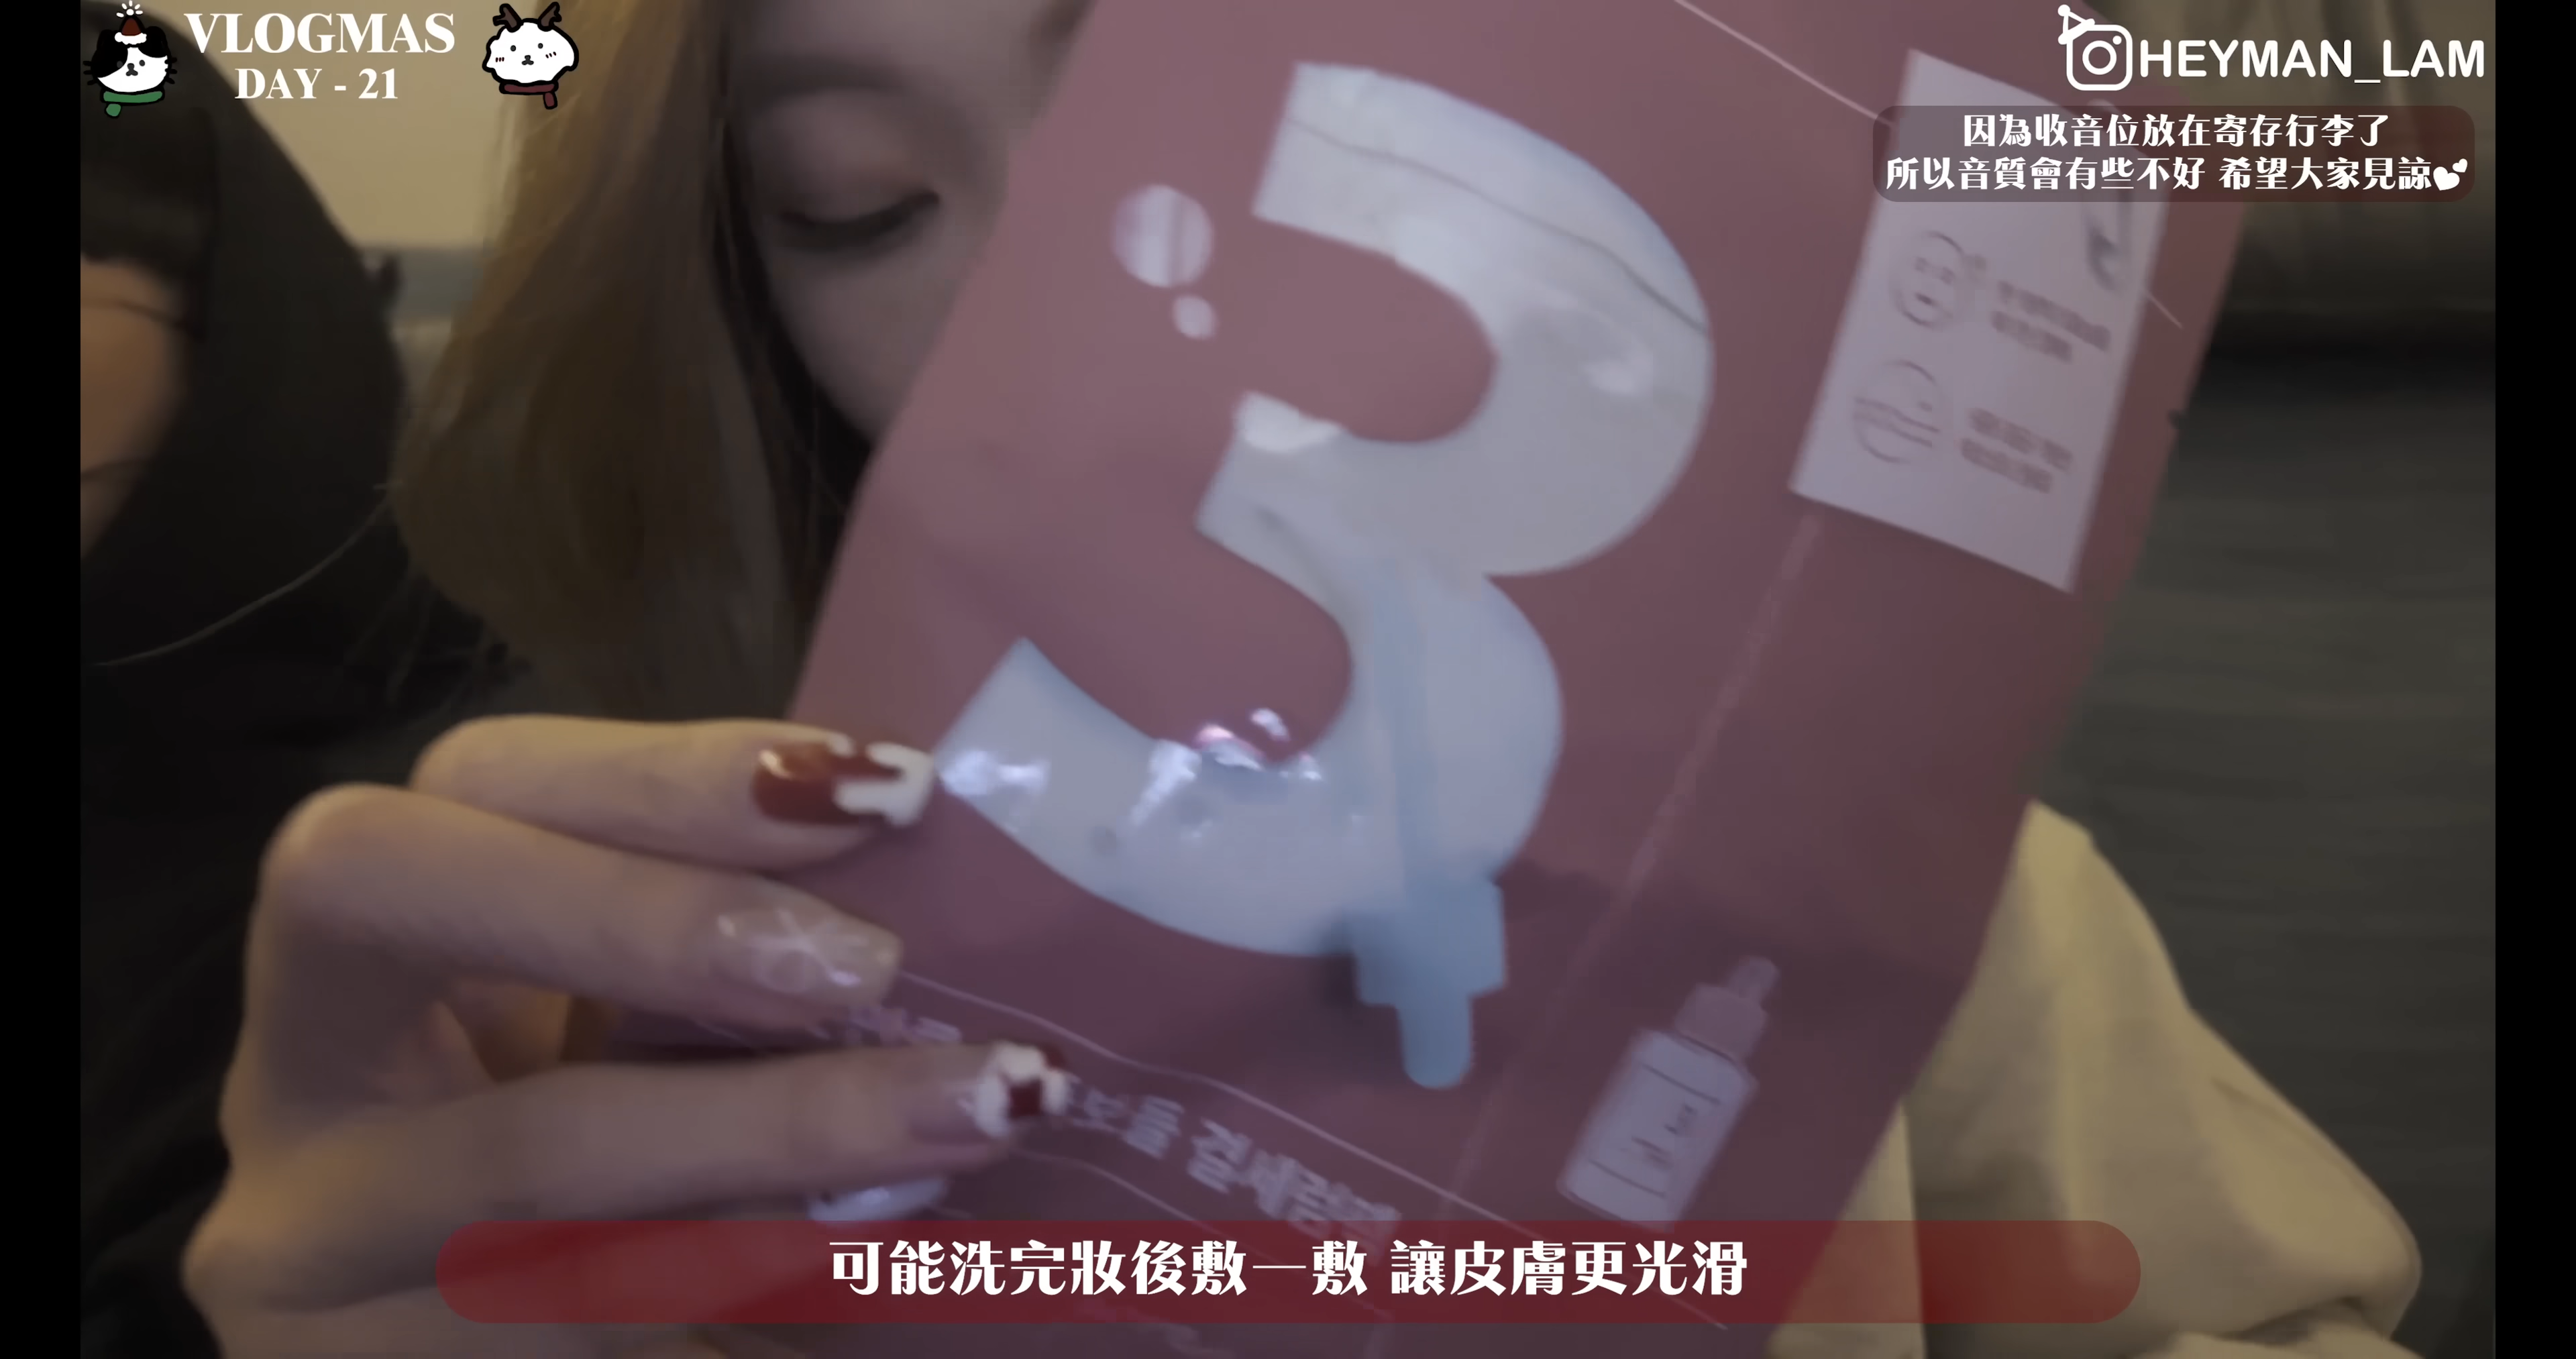 VLOGMAS
DAY - 21
HEYMAN_LAM
因為收音位放在寄存行李了
所以音質會有些不好 希望大家見諒💕
3
可能洗完妝後敷一敷 讓皮膚更光滑